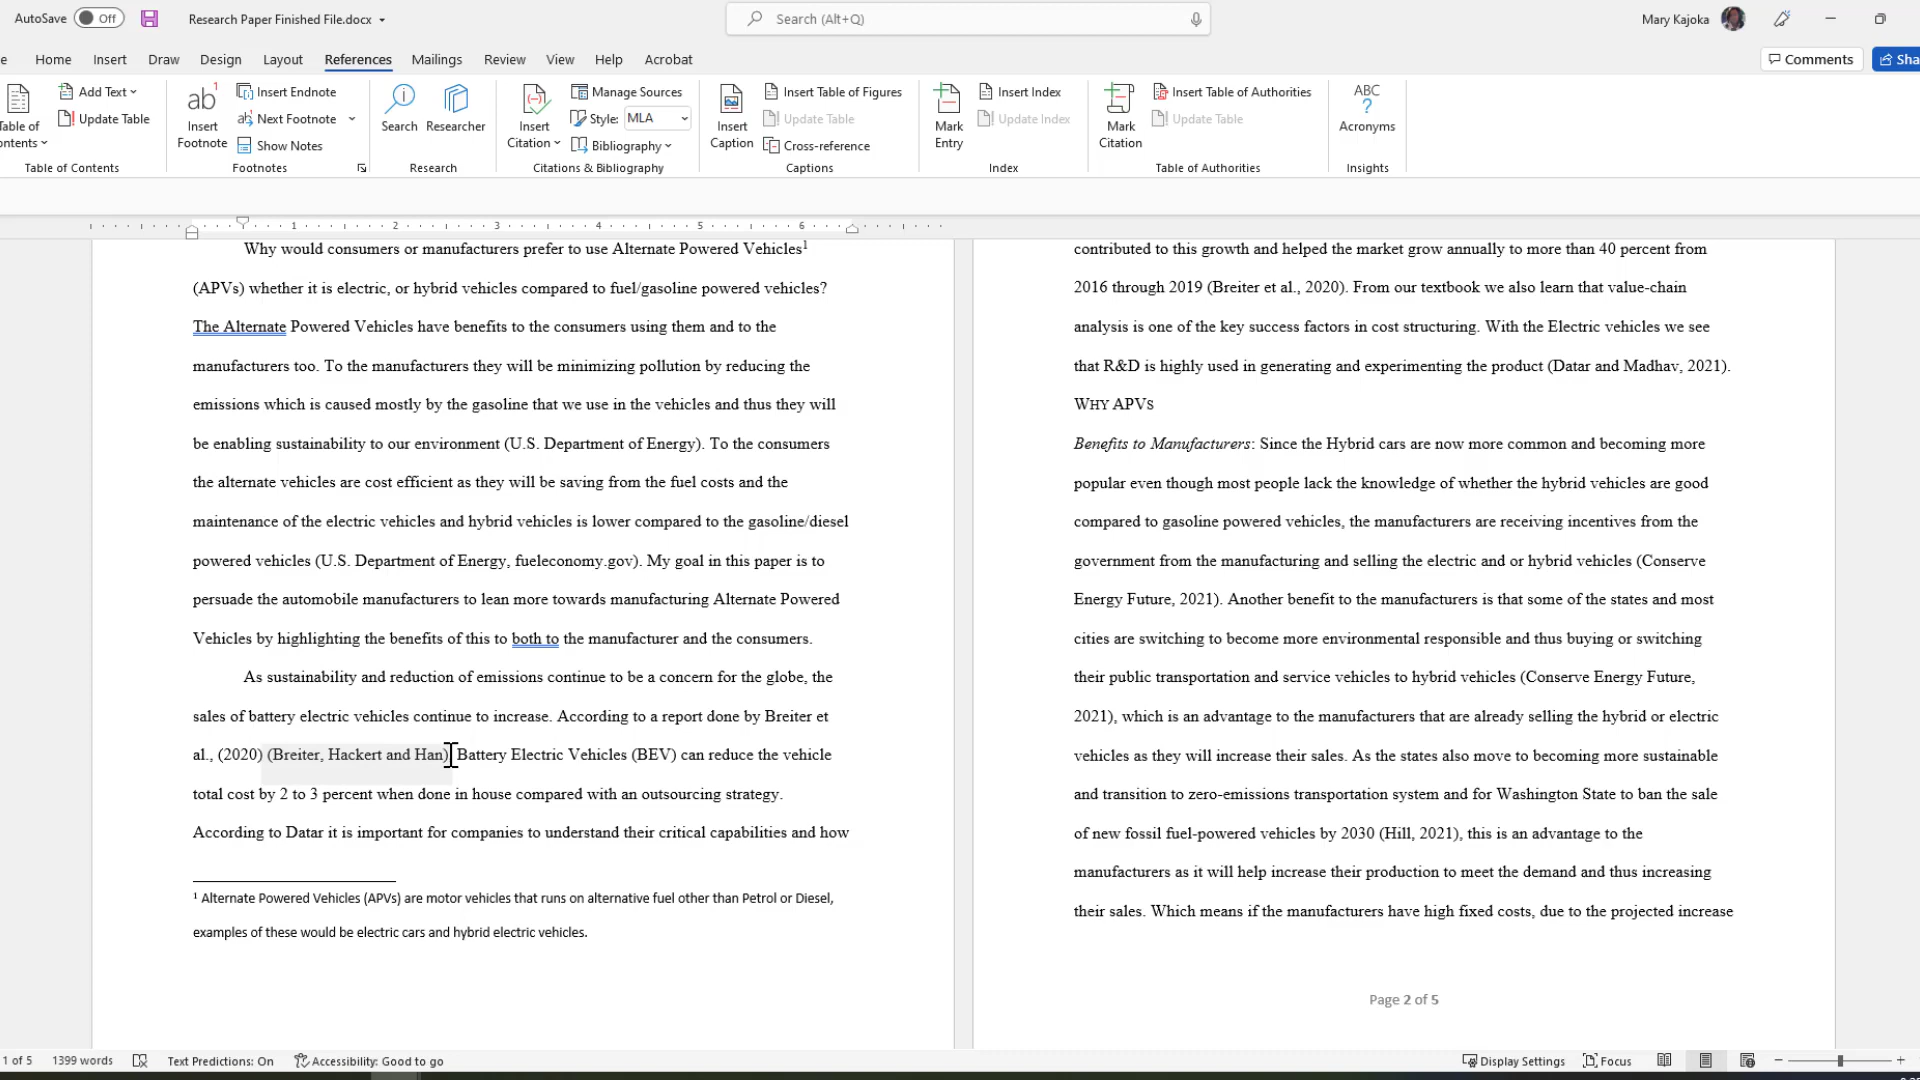 AutoSave Off Research Paper Finished File.docx Search (Alt+Q) Mary Kajoka
Home Insert Draw Design Layout References Mailings Review View Help Acrobat Comments
Add Text Insert Endnote Manage Sources Insert Table of Figures Insert Index Insert Table of Authorities ABC
ab Next Footnote Style: MLA Update Table Update Index Update Table
Update Table Insert Footnote Search Researcher Insert Citation Insert Caption Mark Entry Mark Citation Acronyms
Show Notes Bibliography Cross-reference
Table of Contents Footnotes Research Citations & Bibliography Captions Index Table of Authorities Insights
1 2 3 4 5 6
Why would consumers or manufacturers prefer to use Alternate Powered Vehicles¹
(APVs) whether it is electric, or hybrid vehicles compared to fuel/gasoline powered vehicles?
The Alternate Powered Vehicles have benefits to the consumers using them and to the
manufacturers too. To the manufacturers they will be minimizing pollution by reducing the
emissions which is caused mostly by the gasoline that we use in the vehicles and thus they will
be enabling sustainability to our environment (U.S. Department of Energy). To the consumers
the alternate vehicles are cost efficient as they will be saving from the fuel costs and the
maintenance of the electric vehicles and hybrid vehicles is lower compared to the gasoline/diesel
powered vehicles (U.S. Department of Energy, fueleconomy.gov). My goal in this paper is to
persuade the automobile manufacturers to lean more towards manufacturing Alternate Powered
Vehicles by highlighting the benefits of this to both to the manufacturer and the consumers.
As sustainability and reduction of emissions continue to be a concern for the globe, the
sales of battery electric vehicles continue to increase. According to a report done by Breiter et
al., (2020) (Breiter, Hackert and Han) Battery Electric Vehicles (BEV) can reduce the vehicle
total cost by 2 to 3 percent when done in house compared with an outsourcing strategy.
According to Datar it is important for companies to understand their critical capabilities and how
¹ Alternate Powered Vehicles (APVs) are motor vehicles that runs on alternative fuel other than Petrol or Diesel,
examples of these would be electric cars and hybrid electric vehicles.
contributed to this growth and helped the market grow annually to more than 40 percent from
2016 through 2019 (Breiter et al., 2020). From our textbook we also learn that value-chain
analysis is one of the key success factors in cost structuring. With the Electric vehicles we see
that R&D is highly used in generating and experimenting the product (Datar and Madhav, 2021).
WHY APVS
Benefits to Manufacturers: Since the Hybrid cars are now more common and becoming more
popular even though most people lack the knowledge of whether the hybrid vehicles are good
compared to gasoline powered vehicles, the manufacturers are receiving incentives from the
government from the manufacturing and selling the electric and or hybrid vehicles (Conserve
Energy Future, 2021). Another benefit to the manufacturers is that some of the states and most
cities are switching to become more environmental responsible and thus buying or switching
their public transportation and service vehicles to hybrid vehicles (Conserve Energy Future,
2021), which is an advantage to the manufacturers that are already selling the hybrid or electric
vehicles as they will increase their sales. As the states also move to becoming more sustainable
and transition to zero-emissions transportation system and for Washington State to ban the sale
of new fossil fuel-powered vehicles by 2030 (Hill, 2021), this is an advantage to the
manufacturers as it will help increase their production to meet the demand and thus increasing
their sales. Which means if the manufacturers have high fixed costs, due to the projected increase
Page 2 of 5
1 of 5 1399 words Text Predictions: On Accessibility: Good to go Display Settings Focus